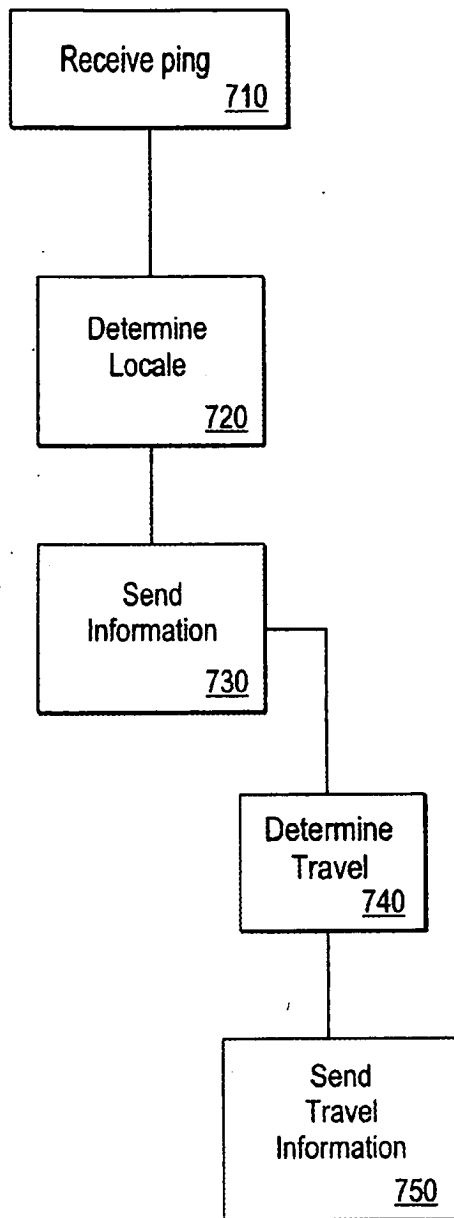 Receive ping
710
Determine
Locale
720
Send
Information
730
Determine
Travel
740
Send
Travel
Information
750